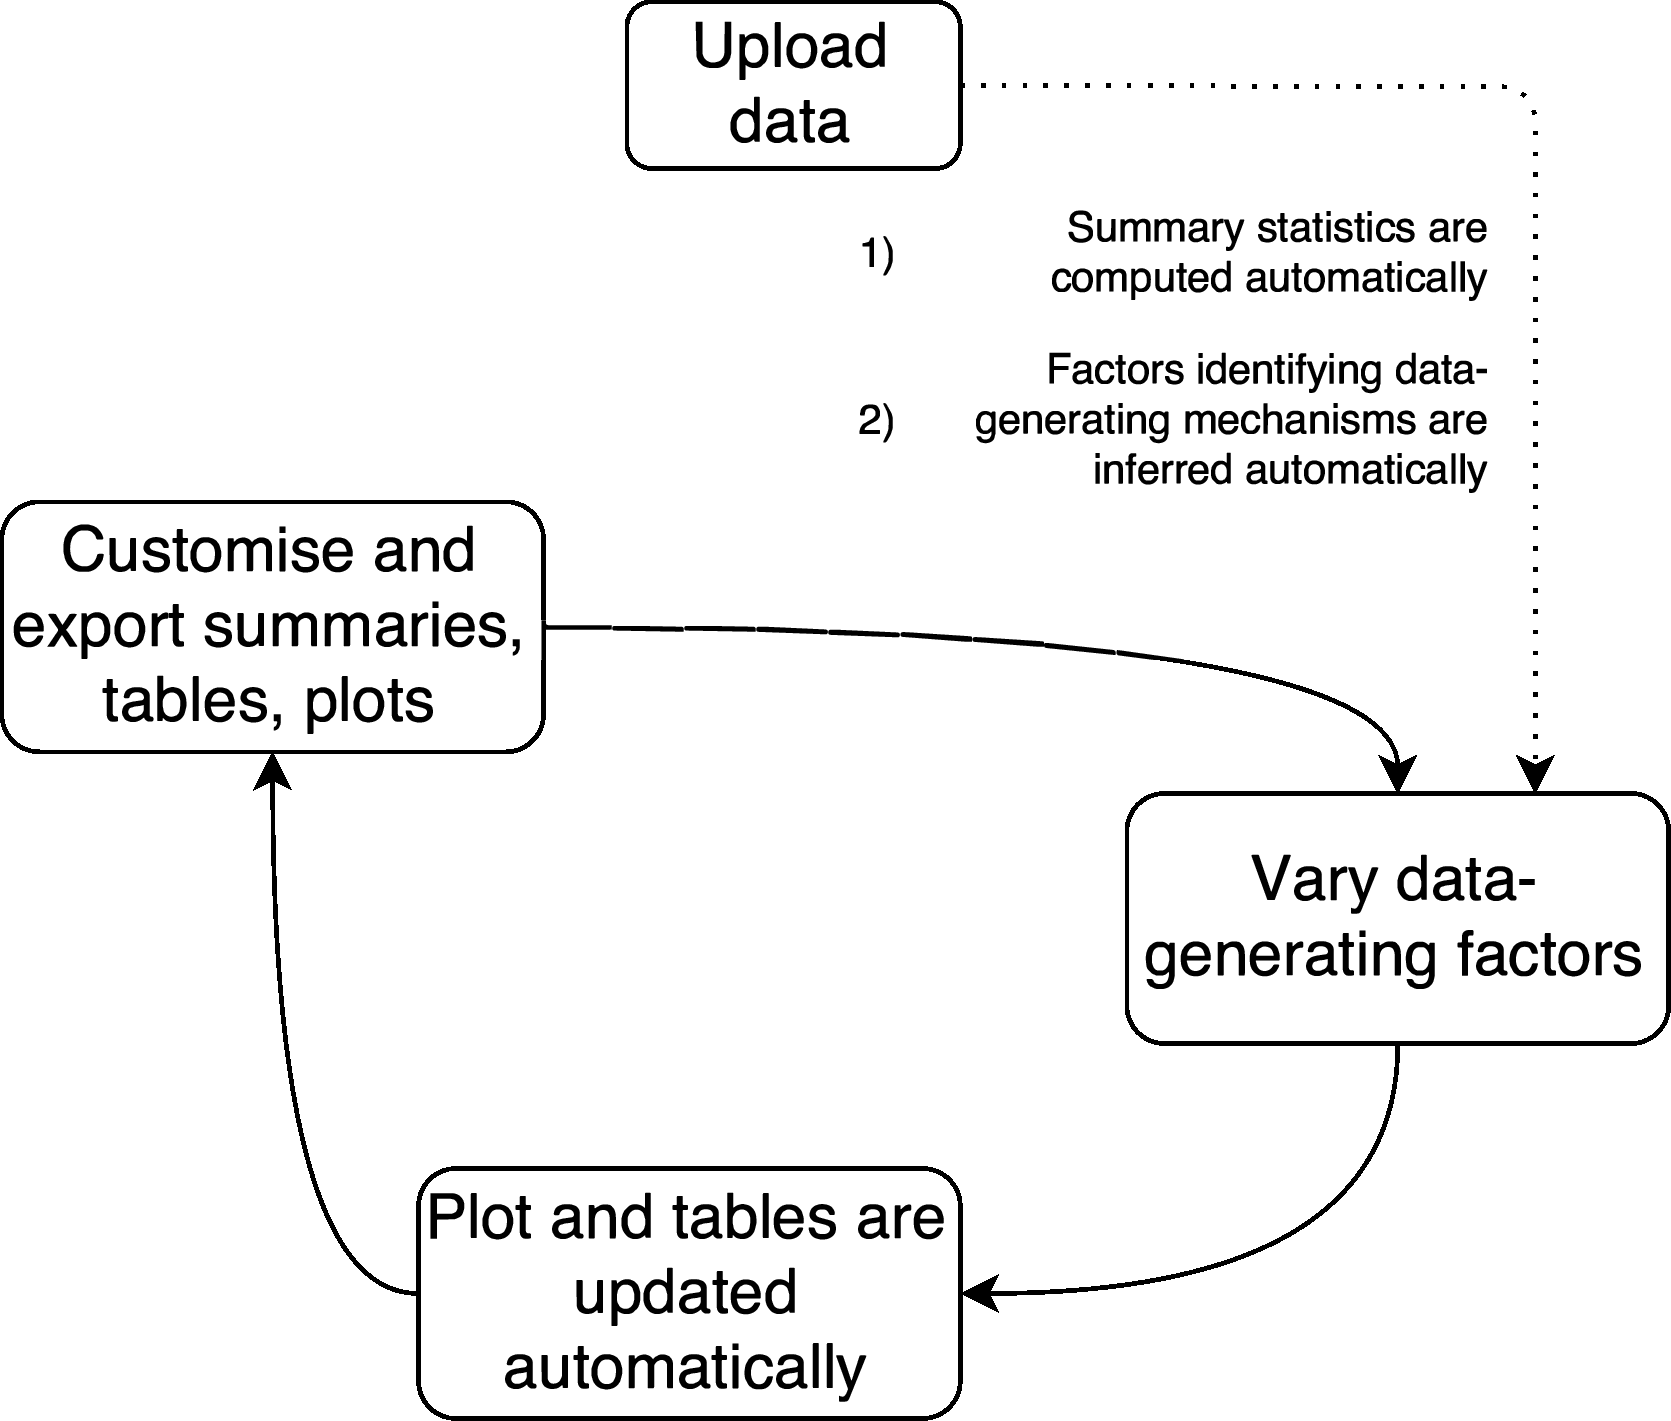 Upload
data
1)
Summary statistics are
computed automatically
2)
Factors identifying data-
generating mechanisms are
inferred automatically
Customise and
export summaries,
tables, plots
Vary data-
generating factors
Plot and tables are
updated
automatically